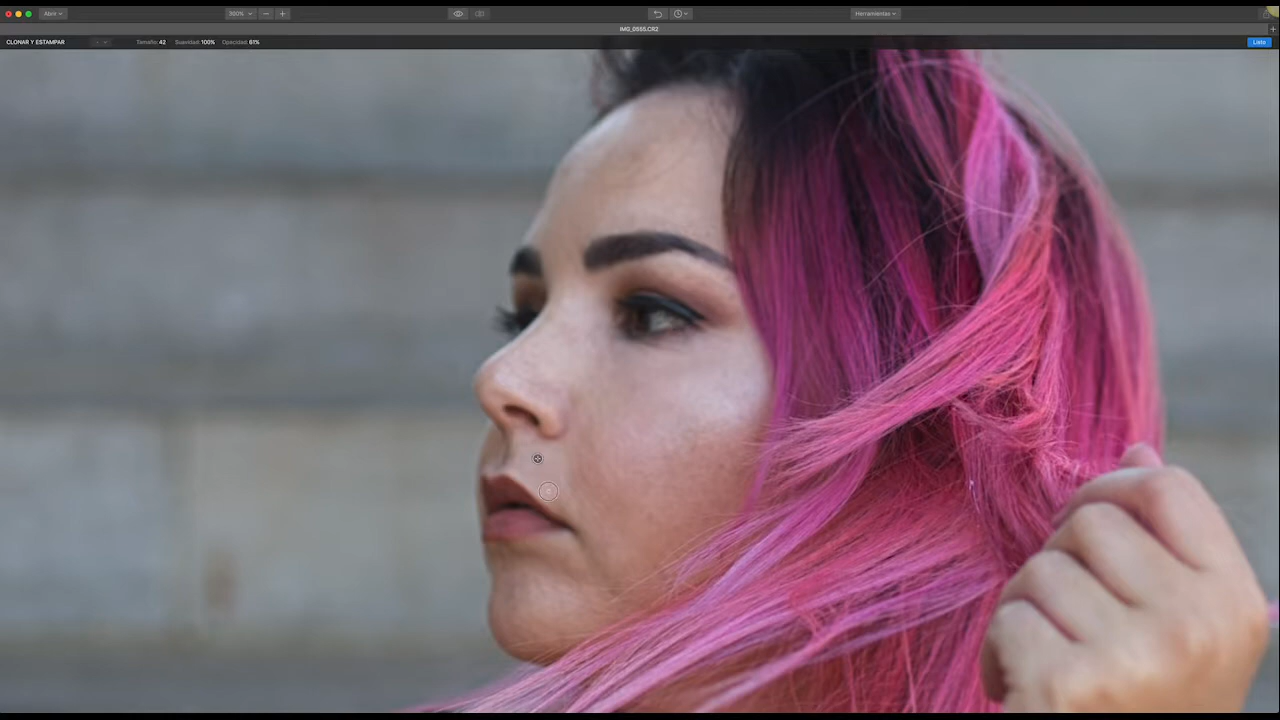 Abrir
300%
Herramientas
IMG_0555.CR2
CLONAR Y ESTAMPAR
Tamaño: 42 Suavidad: 100% Opacidad: 61%
Listo